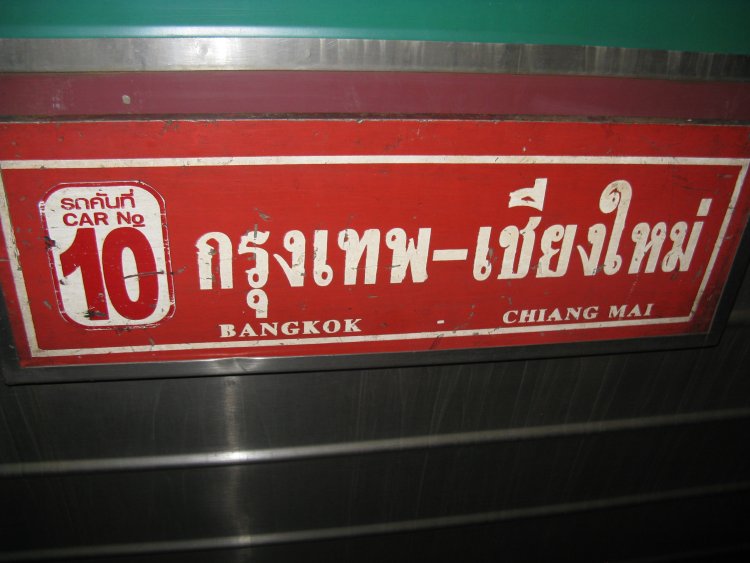 รถคันที่
CAR No
10
กรุงเทพ-เชียงใหม่
BANGKOK - CHIANG MAI